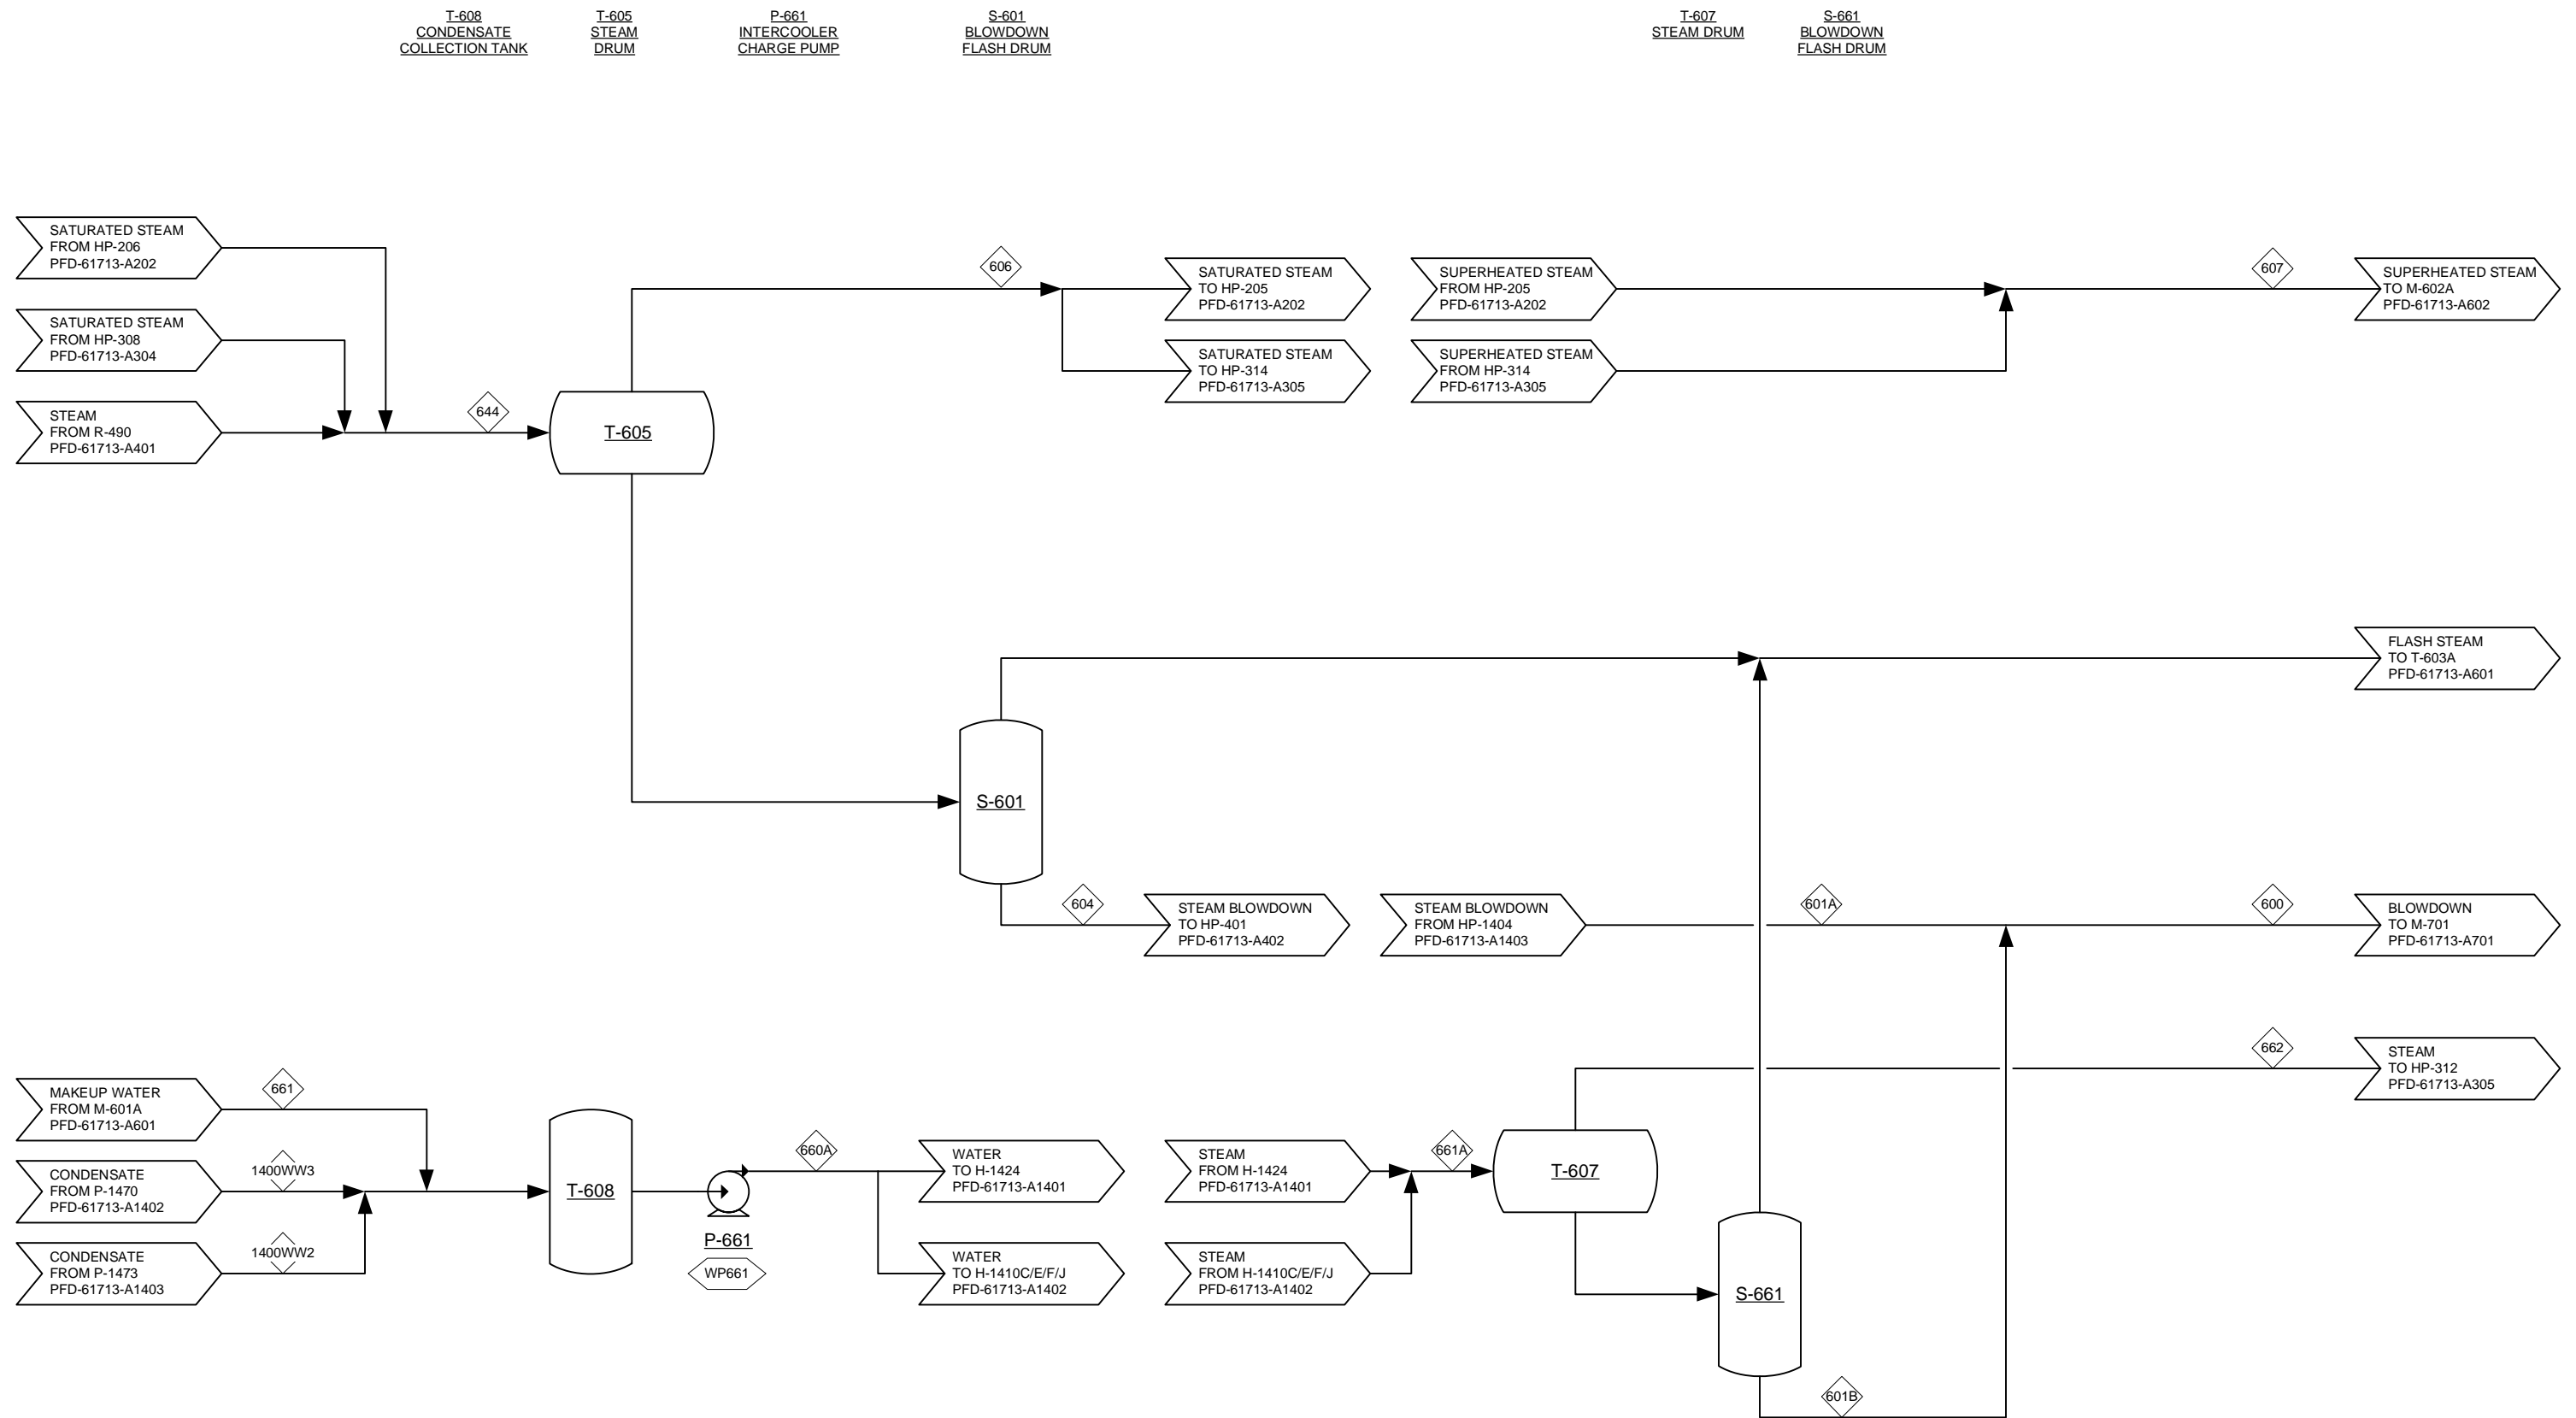 T-608
CONDENSATE
COLLECTION TANK
T-605
STEAM
DRUM
P-661
INTERCOOLER
CHARGE PUMP
S-601
BLOWDOWN
FLASH DRUM
T-607
STEAM DRUM
S-661
BLOWDOWN
FLASH DRUM
SATURATED STEAM
FROM HP-206
PFD-61713-A202
SATURATED STEAM
FROM HP-308
PFD-61713-A304
STEAM
FROM R-490
PFD-61713-A401
644
T-605
606
SATURATED STEAM
TO HP-205
PFD-61713-A202
SATURATED STEAM
TO HP-314
PFD-61713-A305
SUPERHEATED STEAM
FROM HP-205
PFD-61713-A202
SUPERHEATED STEAM
FROM HP-314
PFD-61713-A305
607
SUPERHEATED STEAM
TO M-602A
PFD-61713-A602
FLASH STEAM
TO T-603A
PFD-61713-A601
S-601
604
STEAM BLOWDOWN
TO HP-401
PFD-61713-A402
STEAM BLOWDOWN
FROM HP-1404
PFD-61713-A1403
601A
600
BLOWDOWN
TO M-701
PFD-61713-A701
662
STEAM
TO HP-312
PFD-61713-A305
MAKEUP WATER
FROM M-601A
PFD-61713-A601
661
CONDENSATE
FROM P-1470
PFD-61713-A1402
1400WW3
CONDENSATE
FROM P-1473
PFD-61713-A1403
1400WW2
T-608
P-661
WP661
660A
WATER
TO H-1424
PFD-61713-A1401
WATER
TO H-1410C/E/F/J
PFD-61713-A1402
STEAM
FROM H-1424
PFD-61713-A1401
STEAM
FROM H-1410C/E/F/J
PFD-61713-A1402
661A
T-607
S-661
601B